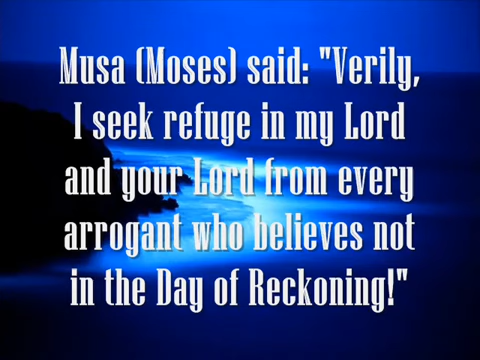 Musa (Moses) said: "Verily,
I seek refuge in my Lord
and your Lord from every
arrogant who believes not
in the Day of Reckoning!"